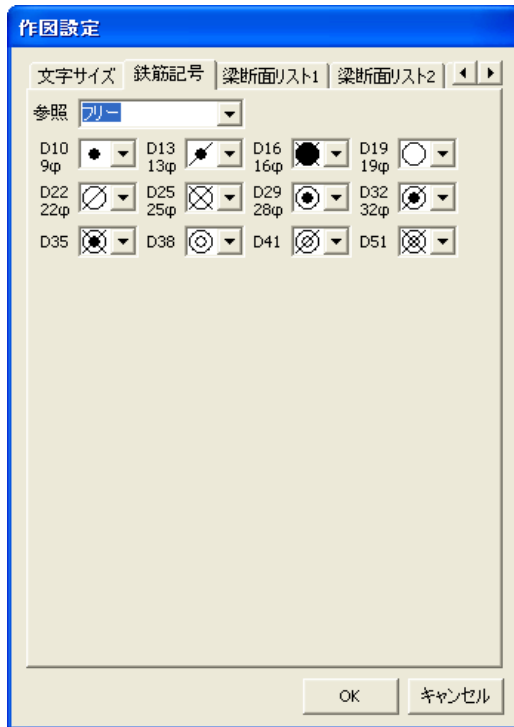 作図設定
文字サイズ 鉄筋記号 梁断面リスト1 梁断面リスト2
参照 フリー
D10 D13 D16 D19
9φ 13φ 16φ 19φ
D22 D25 D29 D32
22φ 25φ 28φ 32φ
D35 D38 D41 D51
OK キャンセル